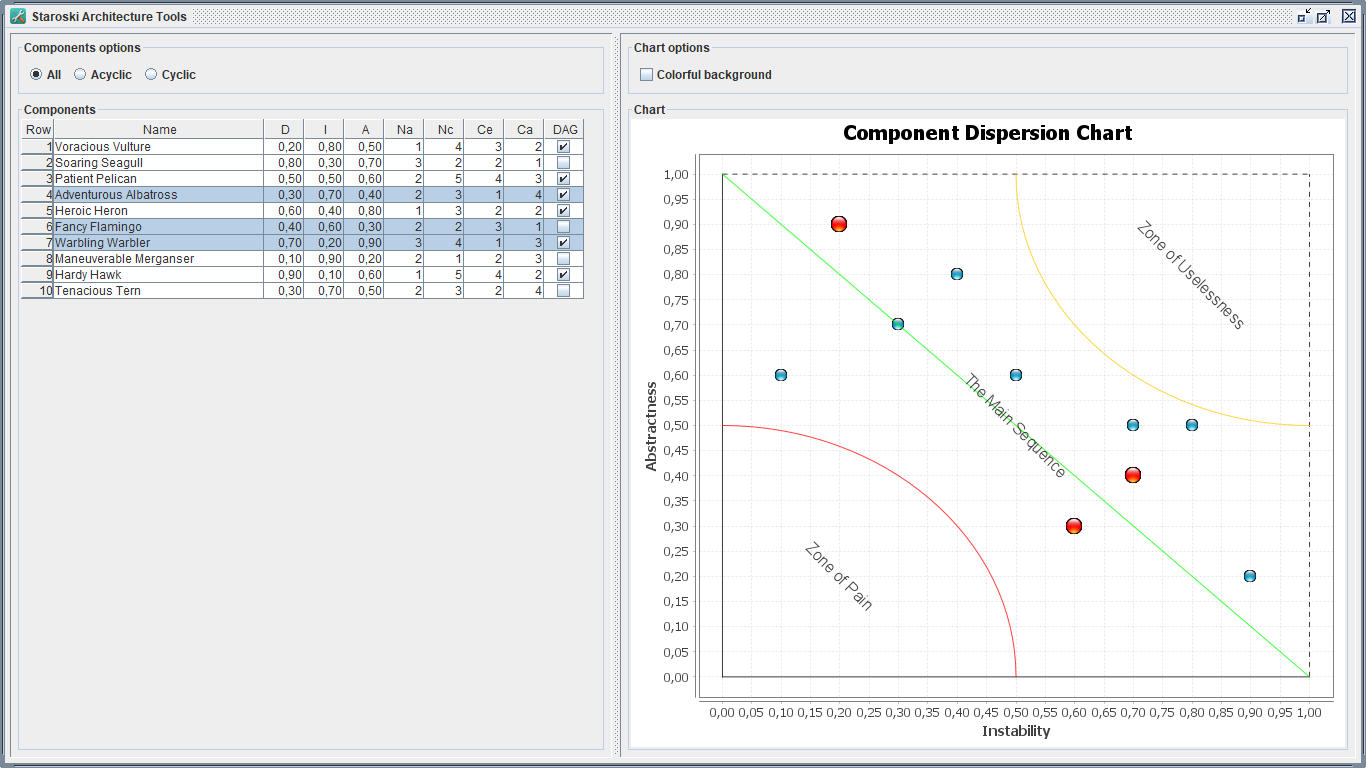 Staroski Architecture Tools
Components options
All Acyclic Cyclic
Components
Row Name D I A Na Nc Ce Ca DAG
1 Voracious Vulture 0,20 0,80 0,50 1 4 3 2
2 Soaring Seagull 0,80 0,30 0,70 3 2 2 1
3 Patient Pelican 0,50 0,50 0,60 2 5 4 3
4 Adventurous Albatross 0,30 0,70 0,40 2 3 1 4
5 Heroic Heron 0,60 0,40 0,80 1 3 2 2
6 Fancy Flamingo 0,40 0,60 0,30 2 2 3 1
7 Warbling Warbler 0,70 0,20 0,90 3 4 1 3
8 Maneuverable Merganser 0,10 0,90 0,20 2 1 2 3
9 Hardy Hawk 0,90 0,10 0,60 1 5 4 2
10 Tenacious Tern 0,30 0,70 0,50 2 3 2 4
Chart options
Colorful background
Chart
Component Dispersion Chart
1,00
0,95
0,90
0,85
0,80
0,75
0,70
0,65
0,60
0,55
0,50
0,45
0,40
0,35
0,30
0,25
0,20
0,15
0,10
0,05
0,00
Abstractness
Zone of Uselessness
The Main Sequence
Zone of Pain
0,00 0,05 0,10 0,15 0,20 0,25 0,30 0,35 0,40 0,45 0,50 0,55 0,60 0,65 0,70 0,75 0,80 0,85 0,90 0,95 1,00
Instability